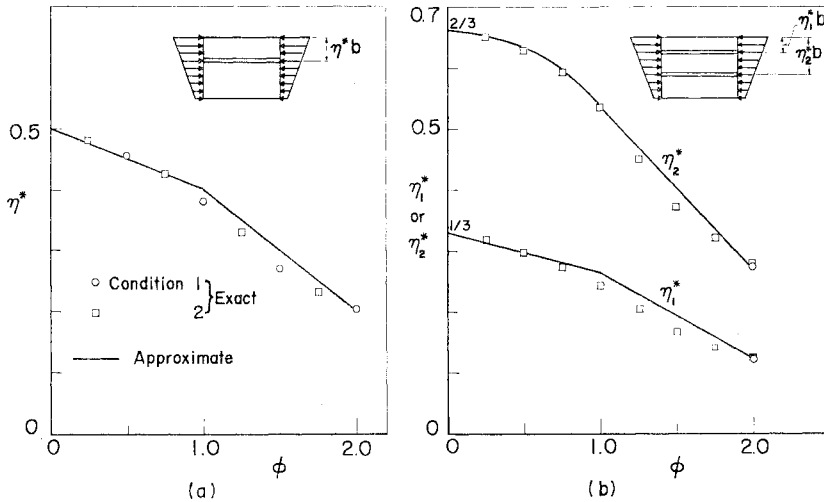 η*b
0.5
η*
Condition 1
2
} Exact
Approximate
0
0
1.0
2.0
ϕ
(a)
0.7
2/3
η₁*b
η₂*b
0.5
η₁*
or
η₂*
η₂*
1/3
η₁*
0
0
1.0
2.0
ϕ
(b)